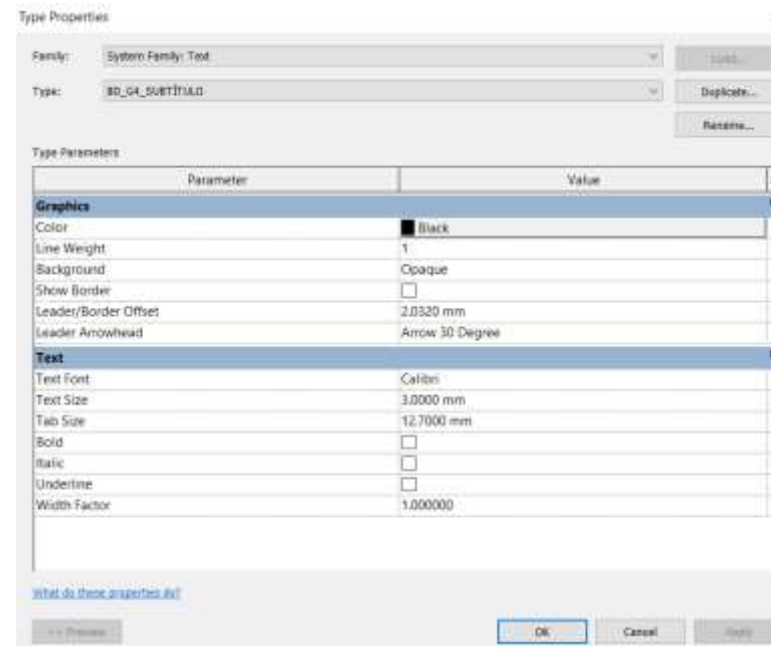 Type Properties
Family: System Family: Text Load...
Type: BD_G4_SUBTÍTULO Duplicate...
Rename...
Type Parameters
Parameter Value
Graphics
Color Black
Line Weight 1
Background Opaque
Show Border
Leader/Border Offset 2.0320 mm
Leader Arrowhead Arrow 30 Degree
Text
Text Font Calibri
Text Size 3.0000 mm
Tab Size 12.7000 mm
Bold
Italic
Underline
Width Factor 1.000000
What do these properties do?
<< Preview OK Cancel Apply